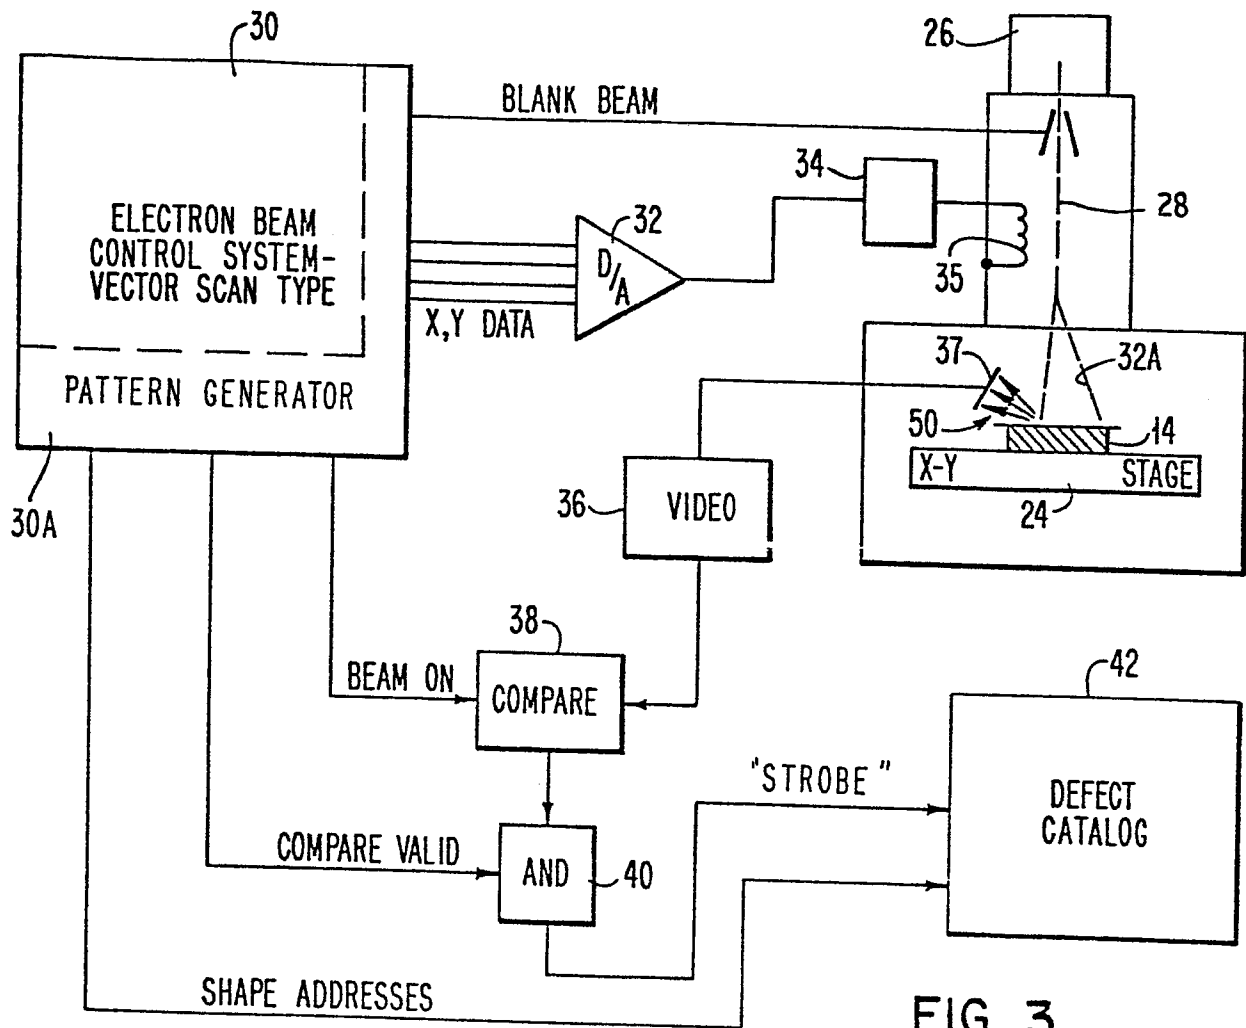 30
26
BLANK BEAM
34
28
ELECTRON BEAM
CONTROL SYSTEM-
VECTOR SCAN TYPE
32
D/A
35
X,Y DATA
PATTERN GENERATOR
37
32A
50
14
X-Y STAGE
24
30A
36
VIDEO
38
BEAM ON
COMPARE
42
"STROBE"
DEFECT
CATALOG
COMPARE VALID
AND
40
SHAPE ADDRESSES
FIG. 3